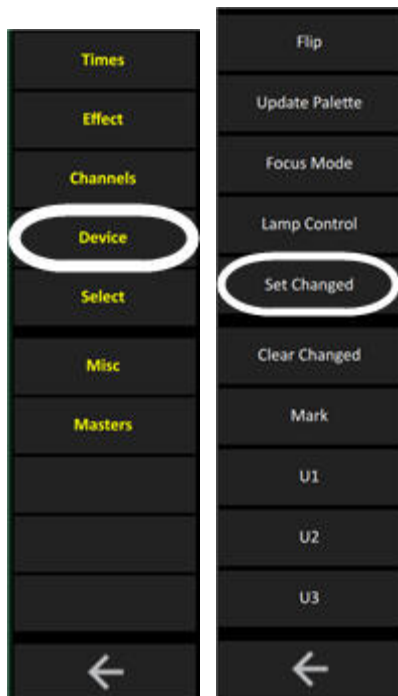 Times
Effect
Channels
Device
Select
Misc
Masters
Flip
Update Palette
Focus Mode
Lamp Control
Set Changed
Clear Changed
Mark
U1
U2
U3